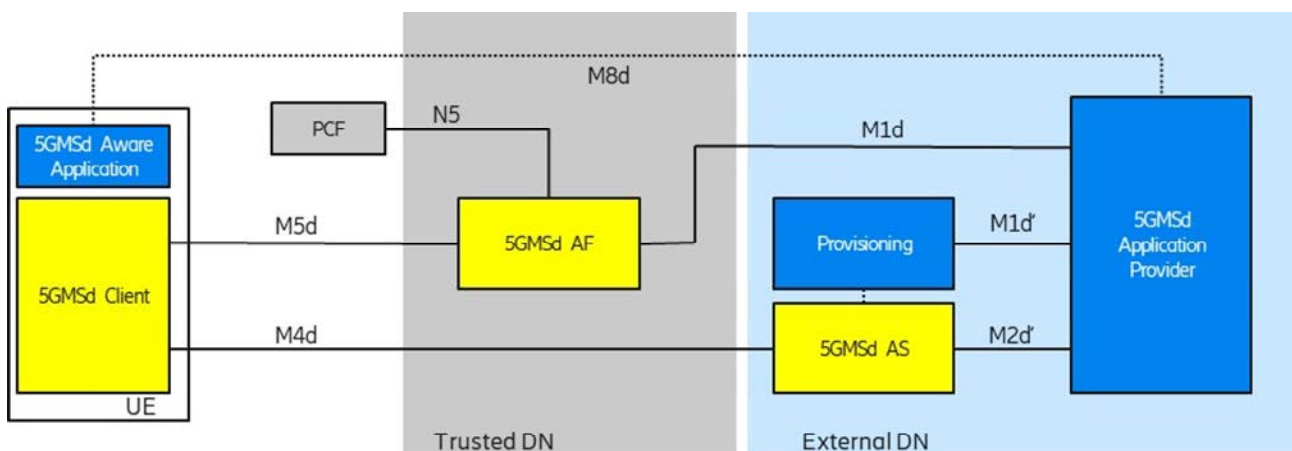 M8d
PCF
N5
M1d
5GMSd Aware
Application
M5d
5GMSd AF
Provisioning
M1d'
5GMSd
Application
Provider
5GMSd Client
M4d
5GMSd AS
M2d'
UE
Trusted DN
External DN